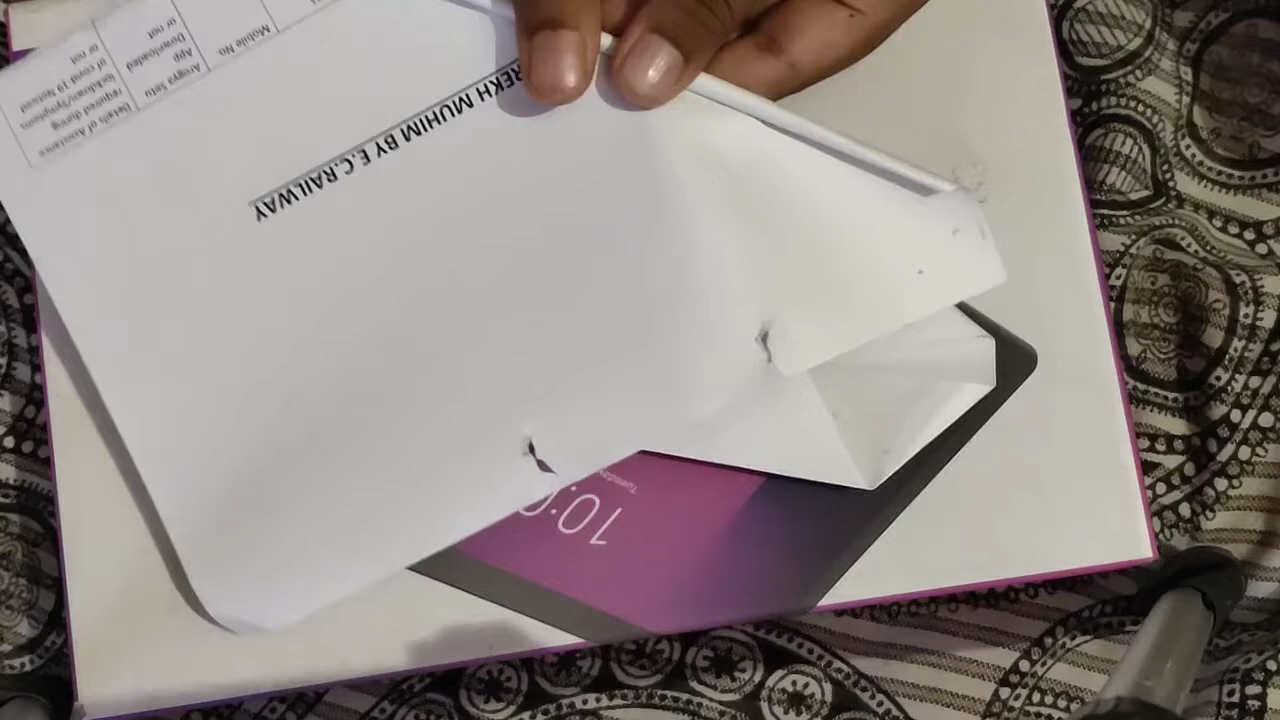 REKH MUHIM BY E.C.RAILWAY
Mobile No.
Arogya Setu
App
Downloaded
or not
Details of Assistance
required during
lockdown/Symptoms
of covid 19 Noticed
or not
10:0
Tuesday